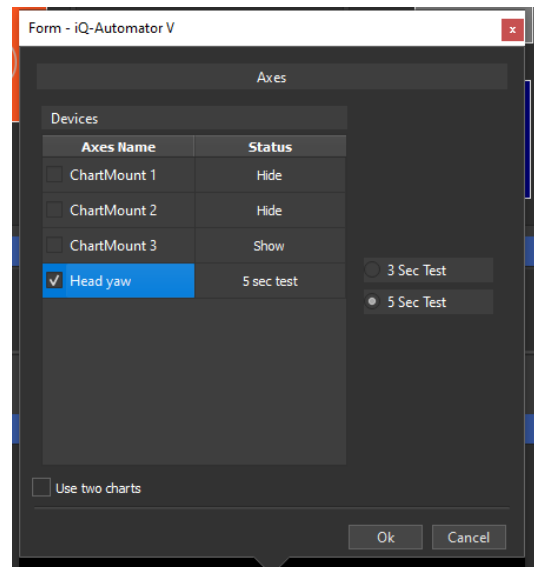 Form - iQ-Automator V
x
Axes
Devices
Axes Name Status
ChartMount 1 Hide
ChartMount 2 Hide
ChartMount 3 Show
Head yaw 5 sec test
3 Sec Test
5 Sec Test
Use two charts
Ok Cancel